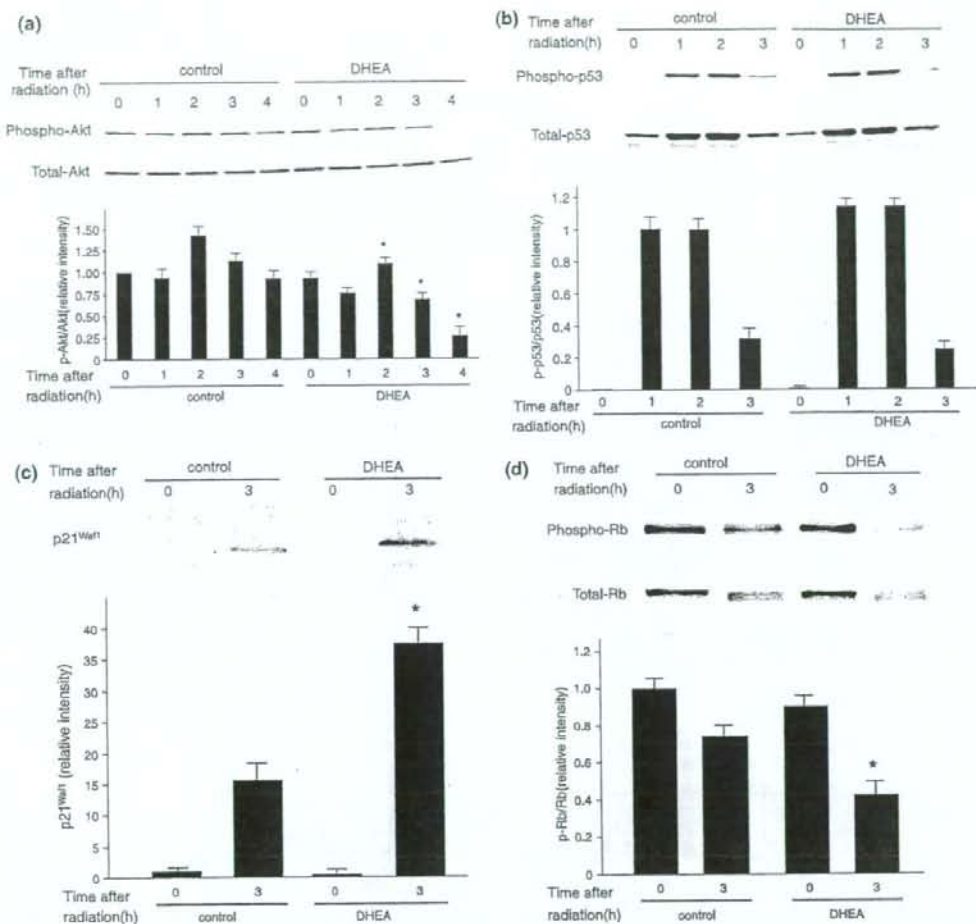 (a)
Time after radiation (h)
control
DHEA
0 1 2 3 4 0 1 2 3 4
Phospho-Akt
Total-Akt
p-Akt/Akt(relative intensity)
1.50
1.25
1.00
0.75
0.50
0.25
0
* * *
Time after radiation(h)
0 1 2 3 4 0 1 2 3 4
control
DHEA
(b)
Time after radiation(h)
control
DHEA
0 1 2 3 0 1 2 3
Phospho-p53
Total-p53
p-p53/p53(relative intensity)
1.2
1
0.8
0.6
0.4
0.2
0
Time after radiation(h)
0 1 2 3 0 1 2 3
control
DHEA
(c)
Time after radiation(h)
control
DHEA
0 3 0 3
p21Waf1
p21Waf1 (relative intensity)
40
35
30
25
20
15
10
5
0
*
Time after radiation(h)
0 3 0 3
control
DHEA
(d)
Time after radiation(h)
control
DHEA
0 3 0 3
Phospho-Rb
Total-Rb
p-Rb/Rb(relative intensity)
1.2
1.0
0.8
0.6
0.4
0.2
0
*
Time after radiation(h)
0 3 0 3
control
DHEA